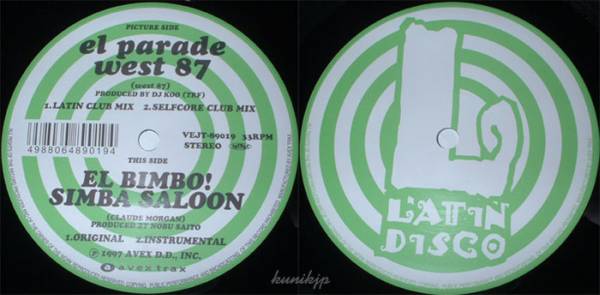 PICTURE SIDE
el parade
west 87
(west 87)
PRODUCED BY DJ KOO (TRF)
1.LATIN CLUB MIX 2.SELFCORE CLUB MIX
4988064890194
VEJT-89019 33RPM
STEREO
THIS SIDE
EL BIMBO!
SIMBA SALOON
(CLAUDE MORGAN)
PRODUCED BY NOBU SAITO
1.ORIGINAL 2.INSTRUMENTAL
℗ 1997 AVEX D.D., INC.
avex trax
L
LATIN
DISCO
kunikjp